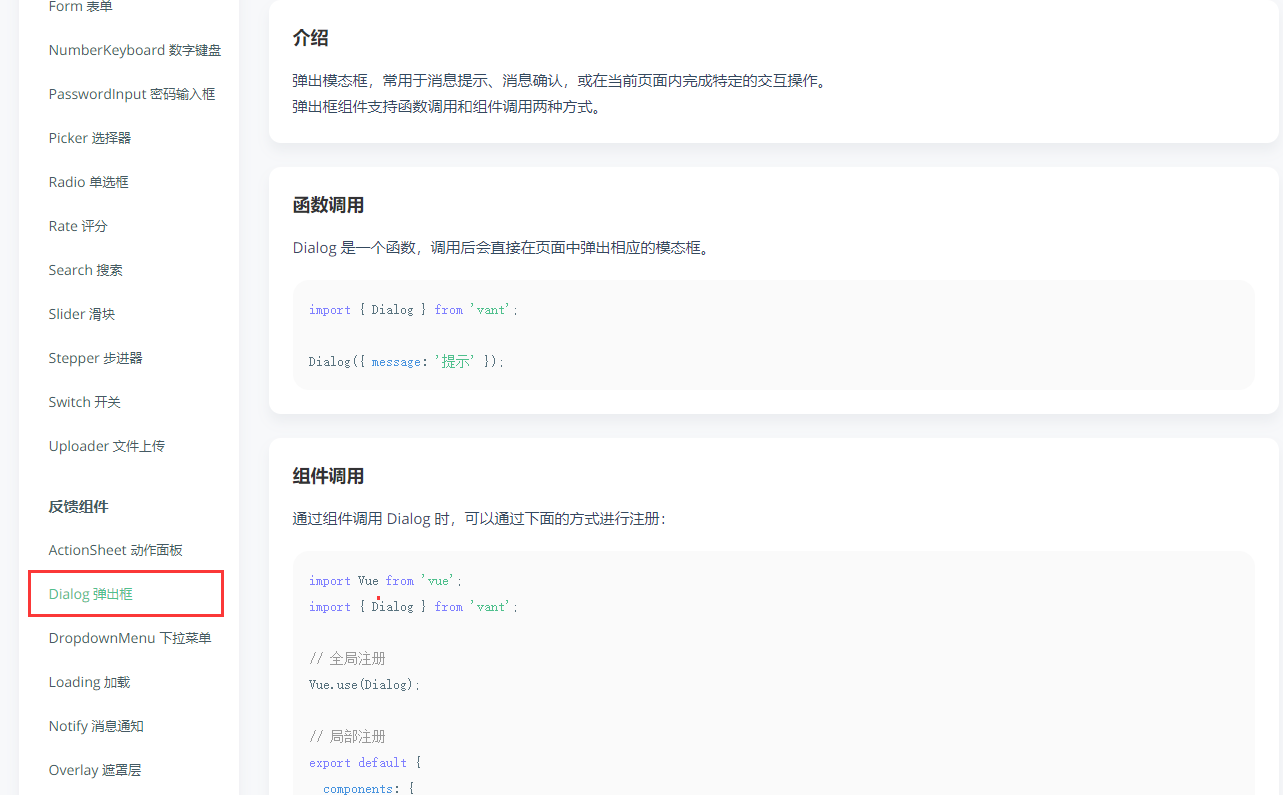 Form 表单
NumberKeyboard 数字键盘
PasswordInput 密码输入框
Picker 选择器
Radio 单选框
Rate 评分
Search 搜索
Slider 滑块
Stepper 步进器
Switch 开关
Uploader 文件上传
反馈组件
ActionSheet 动作面板
Dialog 弹出框
DropdownMenu 下拉菜单
Loading 加载
Notify 消息通知
Overlay 遮罩层
介绍
弹出模态框，常用于消息提示、消息确认，或在当前页面内完成特定的交互操作。
弹出框组件支持函数调用和组件调用两种方式。
函数调用
Dialog 是一个函数，调用后会直接在页面中弹出相应的模态框。
import { Dialog } from 'vant';
Dialog({ message: '提示' });
组件调用
通过组件调用 Dialog 时，可以通过下面的方式进行注册：
import Vue from 'vue';
import { Dialog } from 'vant';
// 全局注册
Vue.use(Dialog);
// 局部注册
export default {
components: {